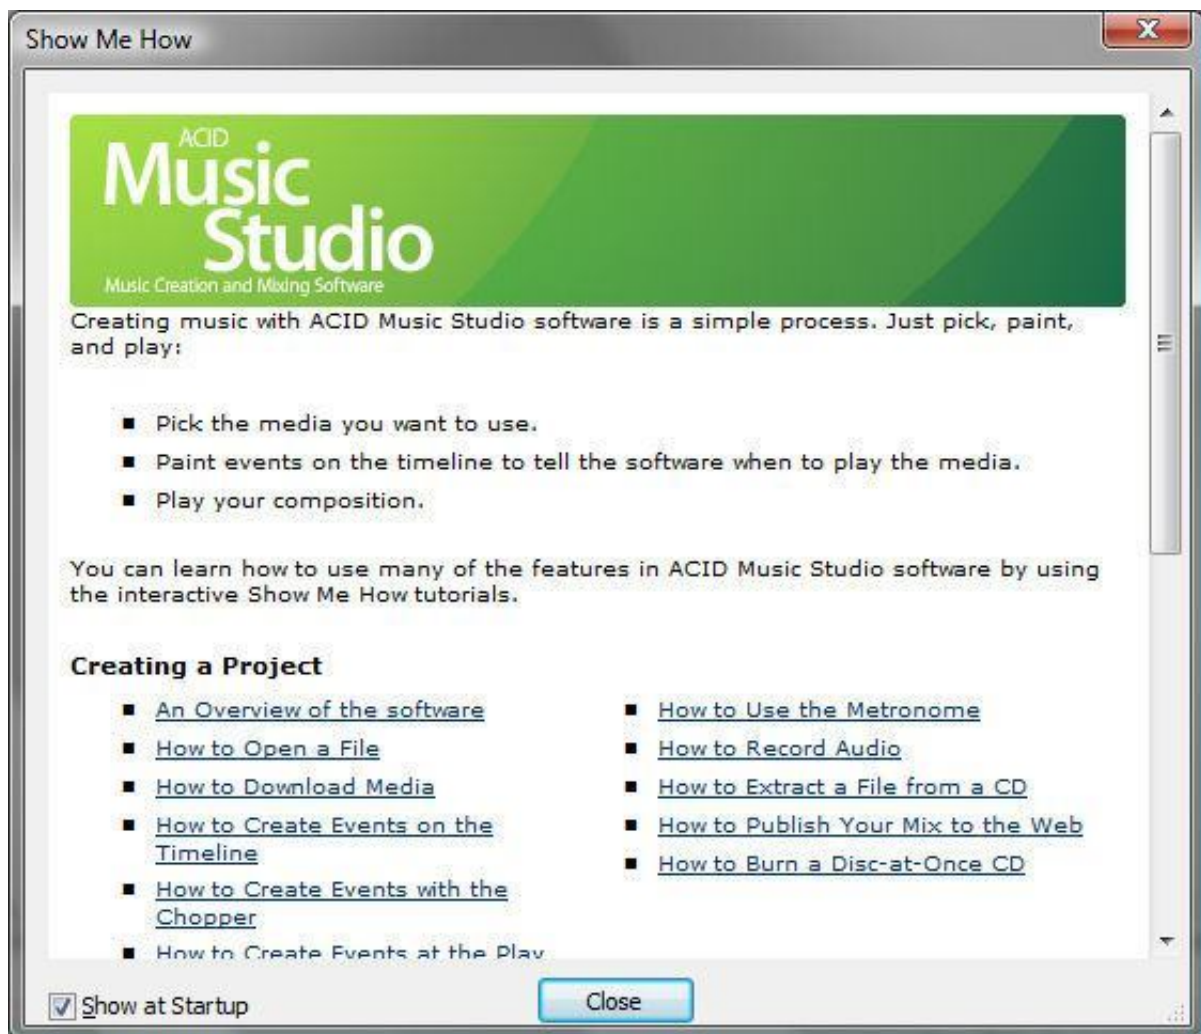 Show Me How
ACID
Music
Studio
Music Creation and Mixing Software
Creating music with ACID Music Studio software is a simple process. Just pick, paint,
and play:
Pick the media you want to use.
Paint events on the timeline to tell the software when to play the media.
Play your composition.
You can learn how to use many of the features in ACID Music Studio software by using
the interactive Show Me How tutorials.
Creating a Project
An Overview of the software
How to Open a File
How to Download Media
How to Create Events on the
Timeline
How to Create Events with the
Chopper
How to Create Events at the Play
How to Use the Metronome
How to Record Audio
How to Extract a File from a CD
How to Publish Your Mix to the Web
How to Burn a Disc-at-Once CD
Show at Startup
Close